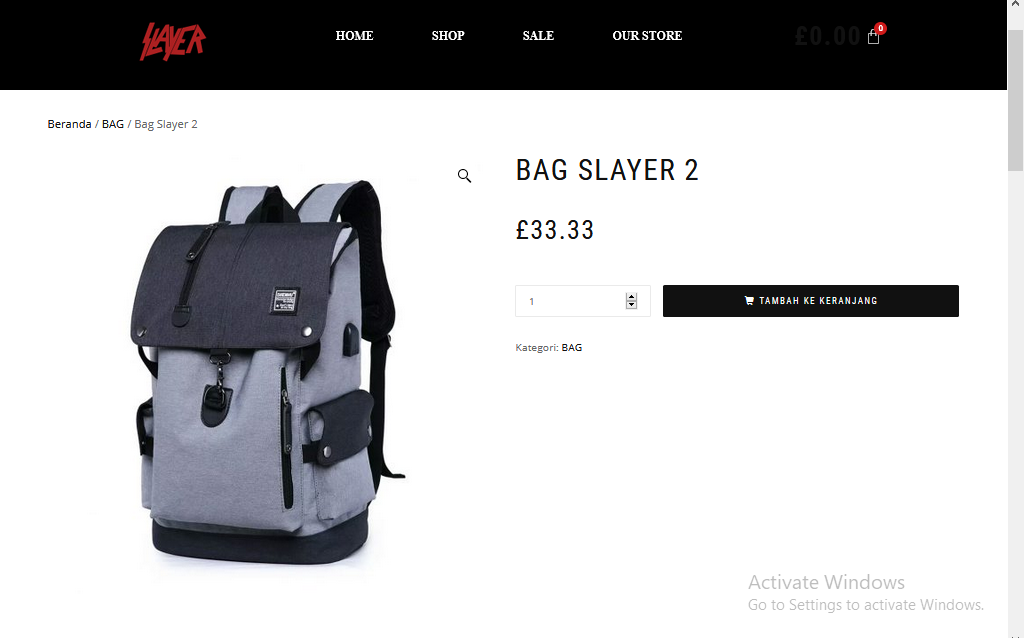 SLAYER
HOME
SHOP
SALE
OUR STORE
£0.00
0
Beranda / BAG / Bag Slayer 2
BAG SLAYER 2
£33.33
1
TAMBAH KE KERANJANG
Kategori: BAG
Activate Windows
Go to Settings to activate Windows.